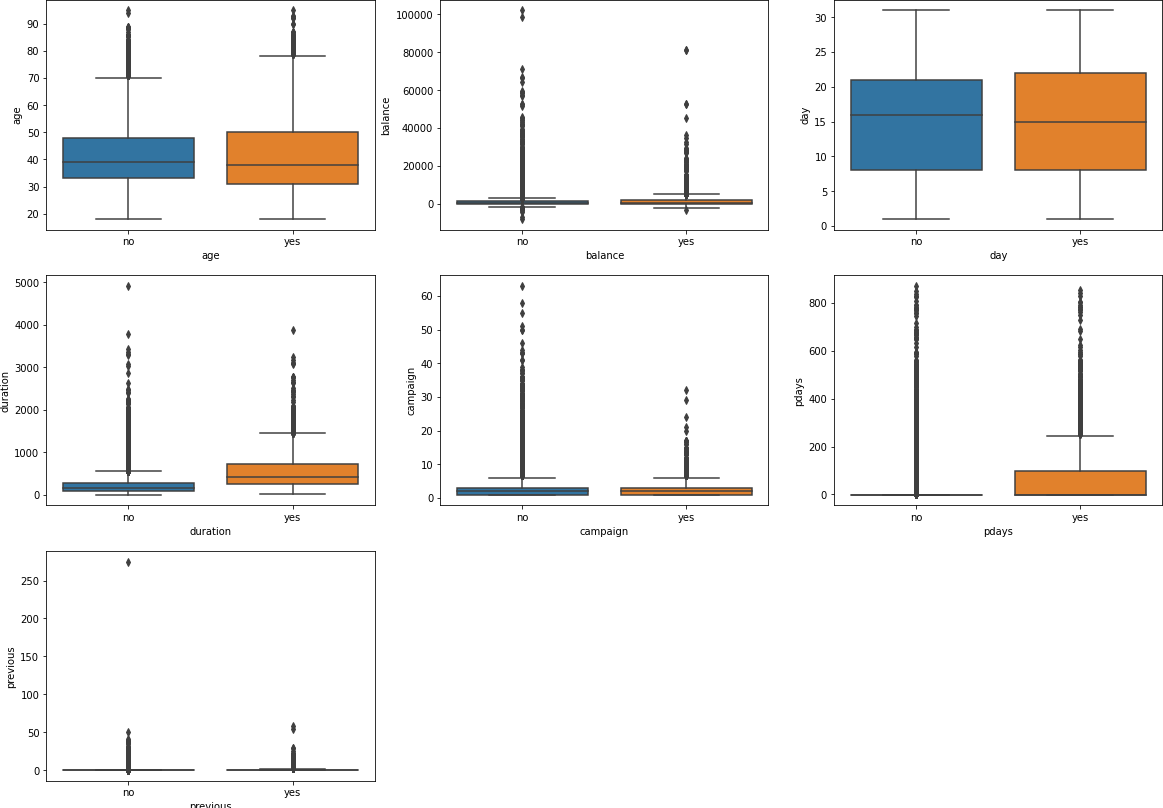 age
90
80
70
60
50
40
30
20
no
yes
age
balance
100000
80000
60000
40000
20000
0
no
yes
balance
day
30
25
20
15
10
5
0
no
yes
day
duration
5000
4000
3000
2000
1000
0
no
yes
duration
campaign
60
50
40
30
20
10
0
no
yes
campaign
pdays
800
600
400
200
0
no
yes
pdays
previous
250
200
150
100
50
0
no
yes
previous